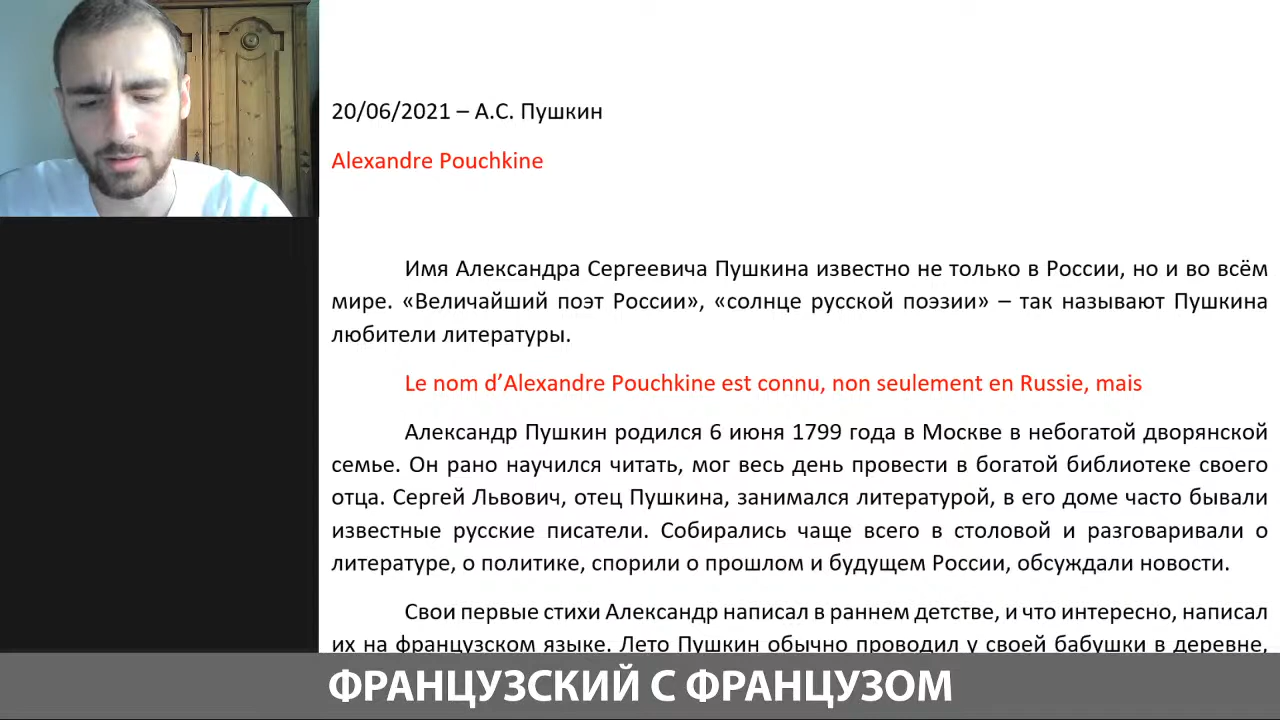 20/06/2021 – А.С. Пушкин
Alexandre Pouchkine
Имя Александра Сергеевича Пушкина известно не только в России, но и во всём
мире. «Величайший поэт России», «солнце русской поэзии» – так называют Пушкина
любители литературы.
Le nom d’Alexandre Pouchkine est connu, non seulement en Russie, mais
Александр Пушкин родился 6 июня 1799 года в Москве в небогатой дворянской
семье. Он рано научился читать, мог весь день провести в богатой библиотеке своего
отца. Сергей Львович, отец Пушкина, занимался литературой, в его доме часто бывали
известные русские писатели. Собирались чаще всего в столовой и разговаривали о
литературе, о политике, спорили о прошлом и будущем России, обсуждали новости.
Свои первые стихи Александр написал в раннем детстве, и что интересно, написал
их на французском языке. Лето Пушкин обычно проводил у своей бабушки в деревне,
ФРАНЦУЗСКИЙ С ФРАНЦУЗОМ